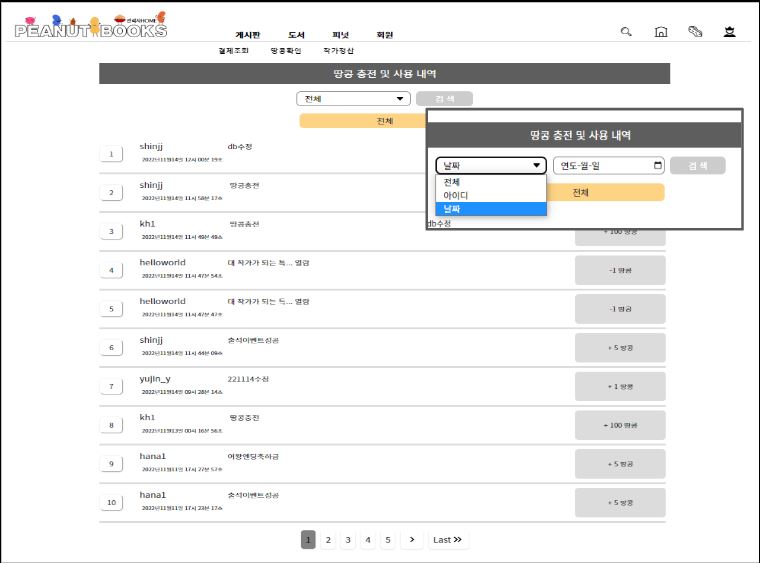 PEANUT BOOKS 관리자HOME
게시판 도서 피넛 회원
결제조회 땅콩확인 작가정산
땅콩 충전 및 사용 내역
전체 검 색
전체
땅콩 충전 및 사용 내역
날짜 연도-월-일 검 색
전체
아이디
날짜
전체
db수정
1 shinjj db수정
2022년11월14일 12시 00분 19초
2 shinjj 땅콩충전
2022년11월14일 11시 58분 17초
3 kh1 땅콩충전 + 100 땅콩
2022년11월14일 11시 49분 49초
4 helloworld 대 작가가 되는 독... 열람 -1 땅콩
2022년11월14일 11시 47분 54초
5 helloworld 대 작가가 되는 독... 열람 -1 땅콩
2022년11월14일 11시 47분 47초
6 shinjj 출석이벤트성공 + 5 땅콩
2022년11월14일 11시 44분 09초
7 yujin_y 221114수정 + 1 땅콩
2022년11월14일 09시 28분 14초
8 kh1 땅콩충전 + 100 땅콩
2022년11월13일 00시 16분 56초
9 hana1 여왕엔딩축하금 + 5 땅콩
2022년11월11일 17시 27분 57초
10 hana1 출석이벤트성공 + 5 땅콩
2022년11월11일 17시 23분 17초
1 2 3 4 5 > Last >>